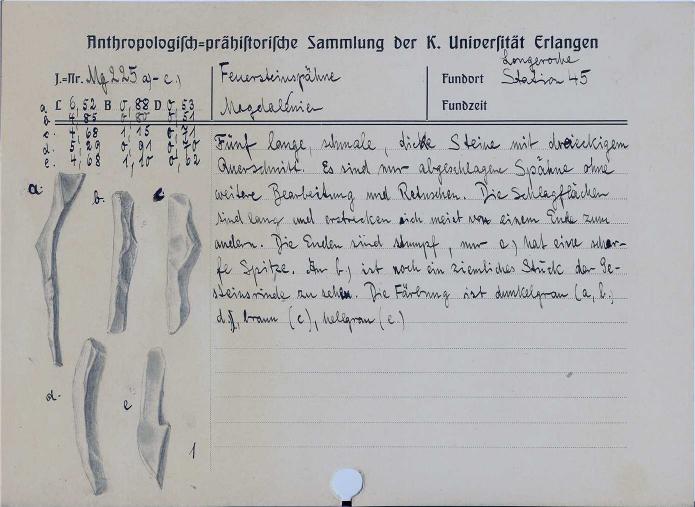 Anthropologisch=prähistorische Sammlung der K. Universität Erlangen
J.=Nr. Mg 225 a)-c)
Feuersteinspähne
Magdalénien
Fundort Longeroche
Station 45
Fundzeit
a L 6,52 B 0,88 D 0,53
b 4,85 0,80 0,51
c. 4,68 1,15 0,71
d. 5,29 0,91 0,70
e. 4,68 1,10 0,62
Fünf lange, schmale, dicke Steine mit dreieckigem
Querschnitt. Es sind nur abgeschlagene Spähne ohne
weitere Bearbeitung und Retuschen. Die Schlagflächen
sind lang und erstrecken sich meist von einem Ende zum
andern. Die Enden sind stumpf, nur e) hat eine schar-
fe Spitze. An b) ist noch ein ziemliches Stück der Ge-
steinsrinde zu sehen. Die Färbung ist dunkelgrau (a, b,
d), braun (c), hellgrau (e)
a.
b.
c
d.
e
1